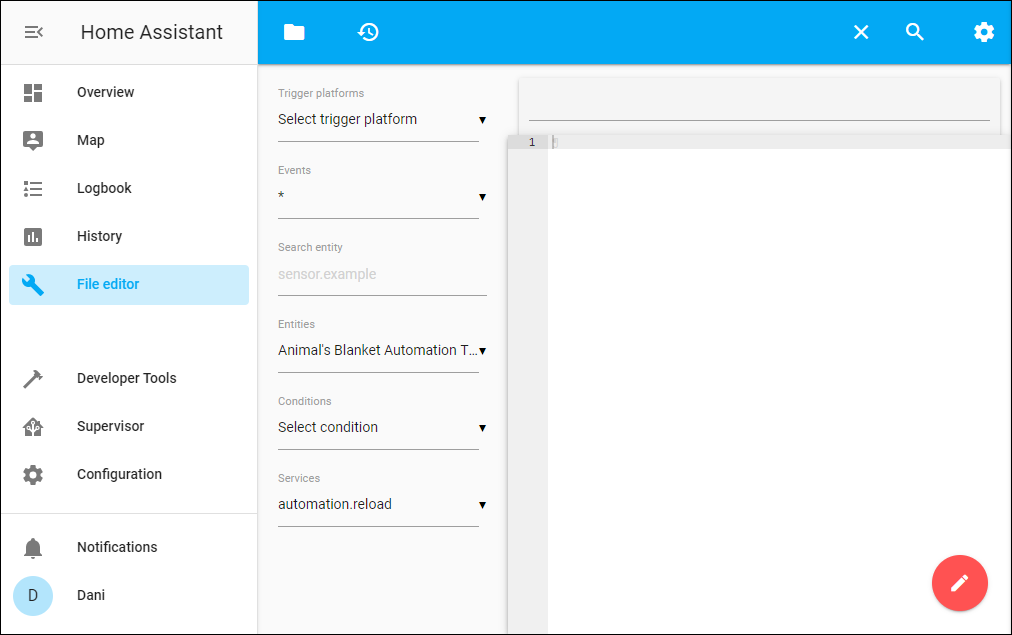 Home Assistant
Overview
Map
Logbook
History
File editor
Developer Tools
Supervisor
Configuration
Notifications
D
Dani
Trigger platforms
Select trigger platform
Events
*
Search entity
sensor.example
Entities
Animal's Blanket Automation T...
Conditions
Select condition
Services
automation.reload
1